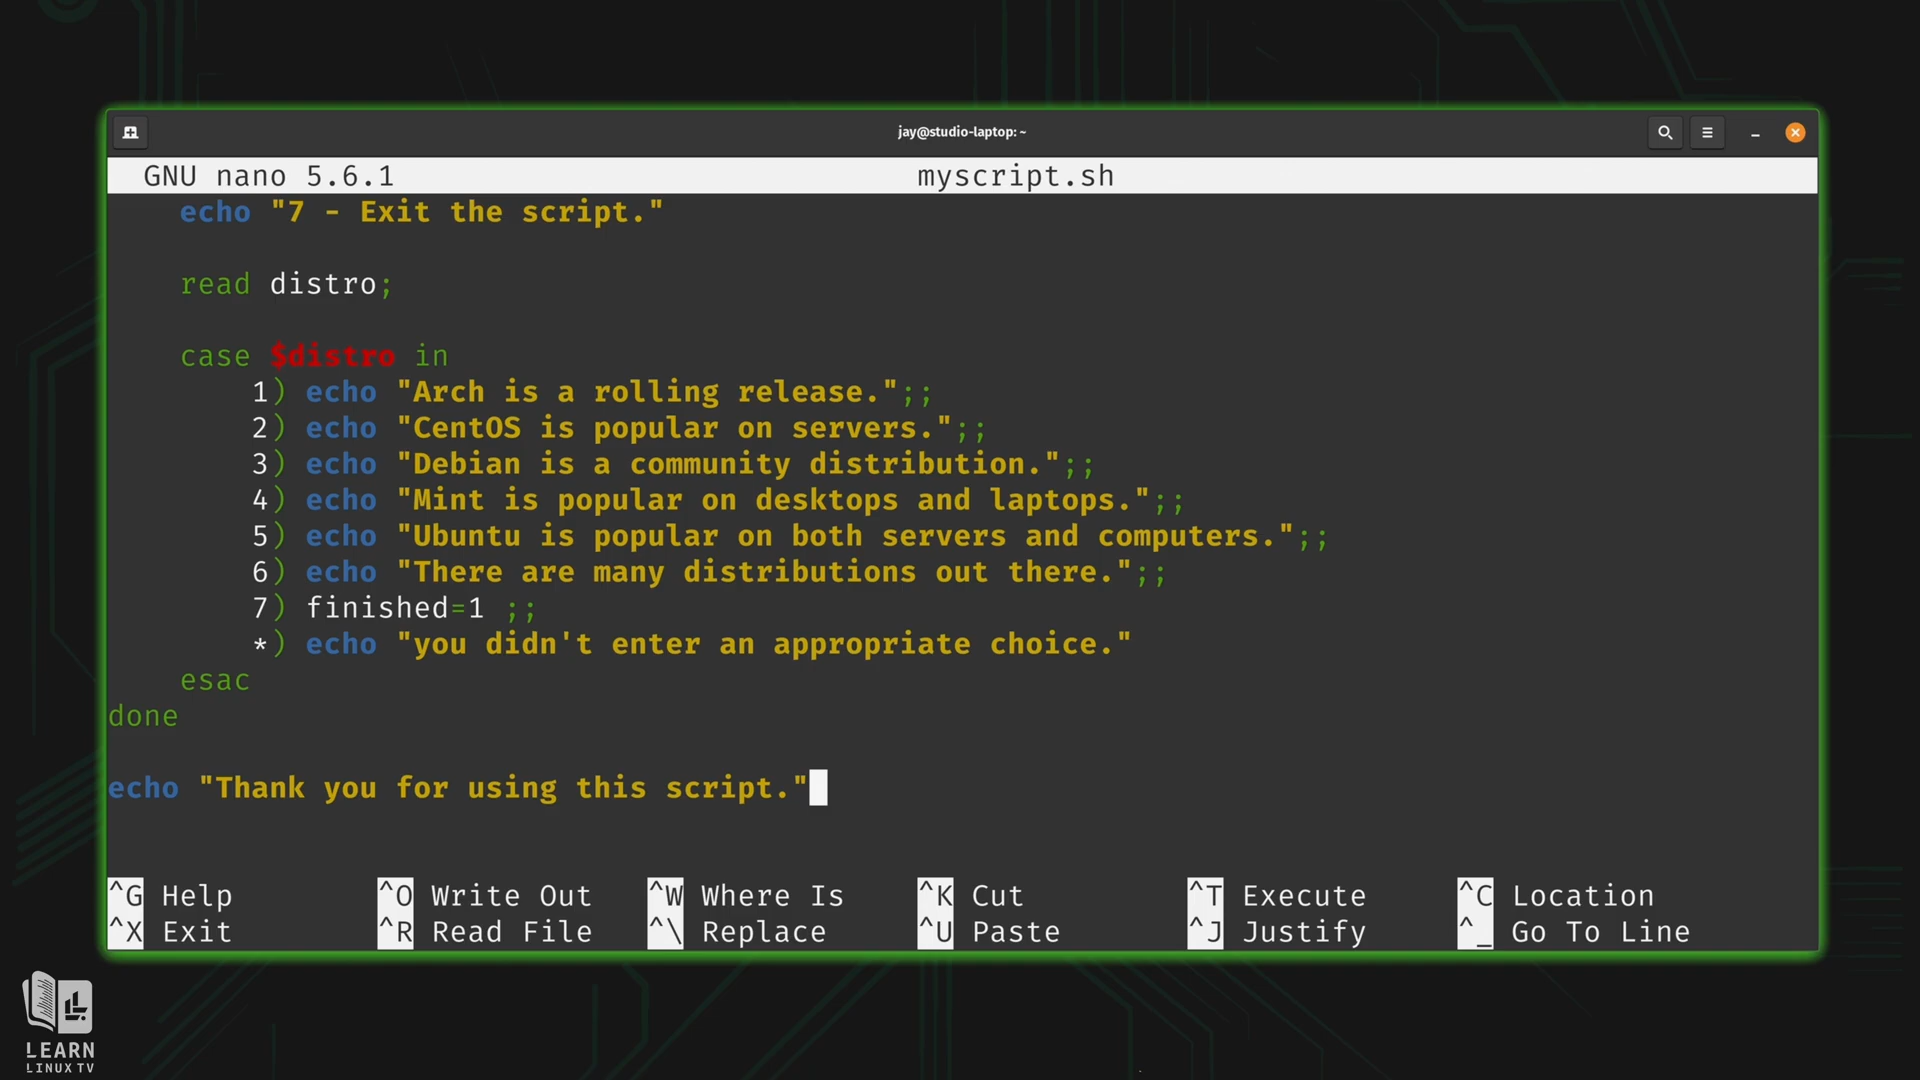 jay@studio-laptop: ~
GNU nano 5.6.1 myscript.sh
echo "7 - Exit the script."
read distro;
case $distro in
1) echo "Arch is a rolling release.";;
2) echo "CentOS is popular on servers.";;
3) echo "Debian is a community distribution.";;
4) echo "Mint is popular on desktops and laptops.";;
5) echo "Ubuntu is popular on both servers and computers.";;
6) echo "There are many distributions out there.";;
7) finished=1 ;;
*) echo "you didn't enter an appropriate choice."
esac
done
echo "Thank you for using this script."
^G Help ^O Write Out ^W Where Is ^K Cut ^T Execute ^C Location
^X Exit ^R Read File ^\ Replace ^U Paste ^J Justify ^_ Go To Line
LEARN
LINUX TV